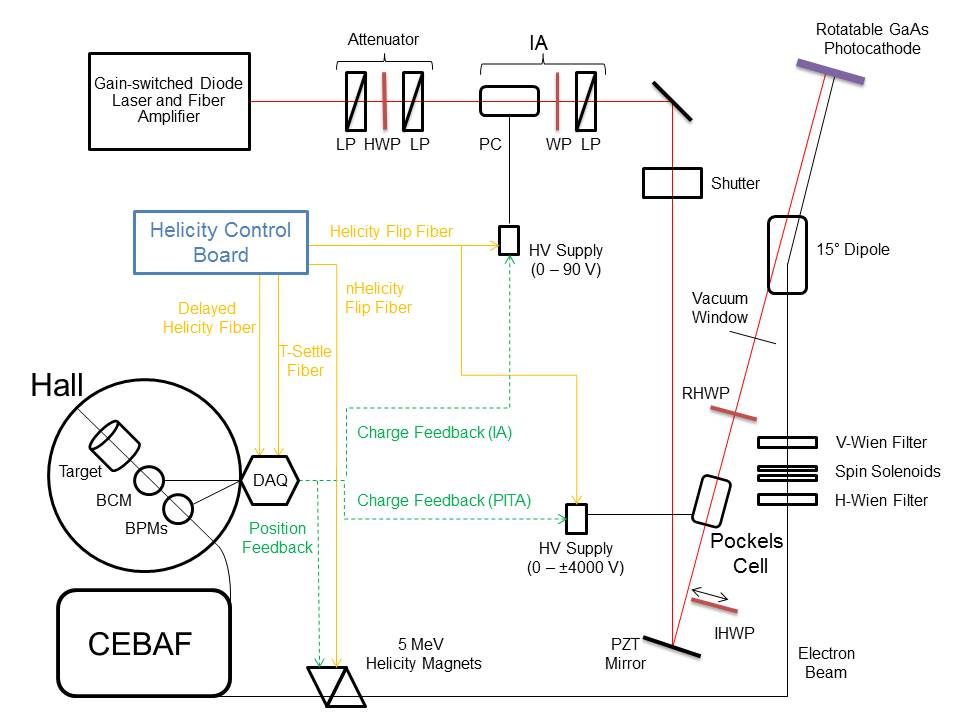 Rotatable GaAs
Photocathode
Attenuator
IA
Gain-switched Diode
Laser and Fiber
Amplifier
LP HWP LP
PC
WP LP
Shutter
Helicity Control
Board
Helicity Flip Fiber
HV Supply
(0 – 90 V)
15° Dipole
nHelicity
Flip Fiber
Delayed
Helicity Fiber
Vacuum
Window
T-Settle
Fiber
Hall
RHWP
Charge Feedback (IA)
V-Wien Filter
Target
DAQ
Spin Solenoids
BCM
Charge Feedback (PITA)
H-Wien Filter
BPMs
Position
Feedback
HV Supply
(0 – ±4000 V)
Pockels
Cell
CEBAF
IHWP
5 MeV
Helicity Magnets
PZT
Mirror
Electron
Beam